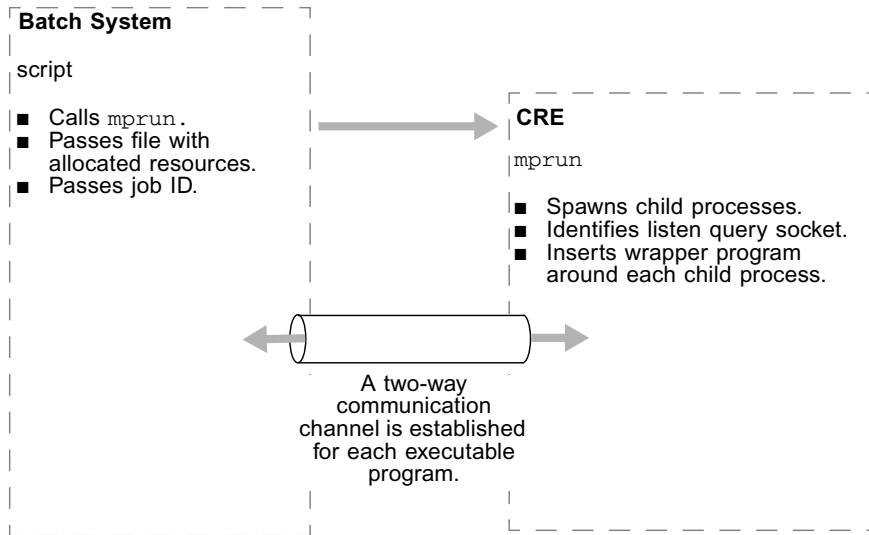 Batch System
script
■ Calls mprun.
■ Passes file with
allocated resources.
■ Passes job ID.
CRE
mprun
■ Spawns child processes.
■ Identifies listen query socket.
■ Inserts wrapper program
around each child process.
A two-way
communication
channel is established
for each executable
program.